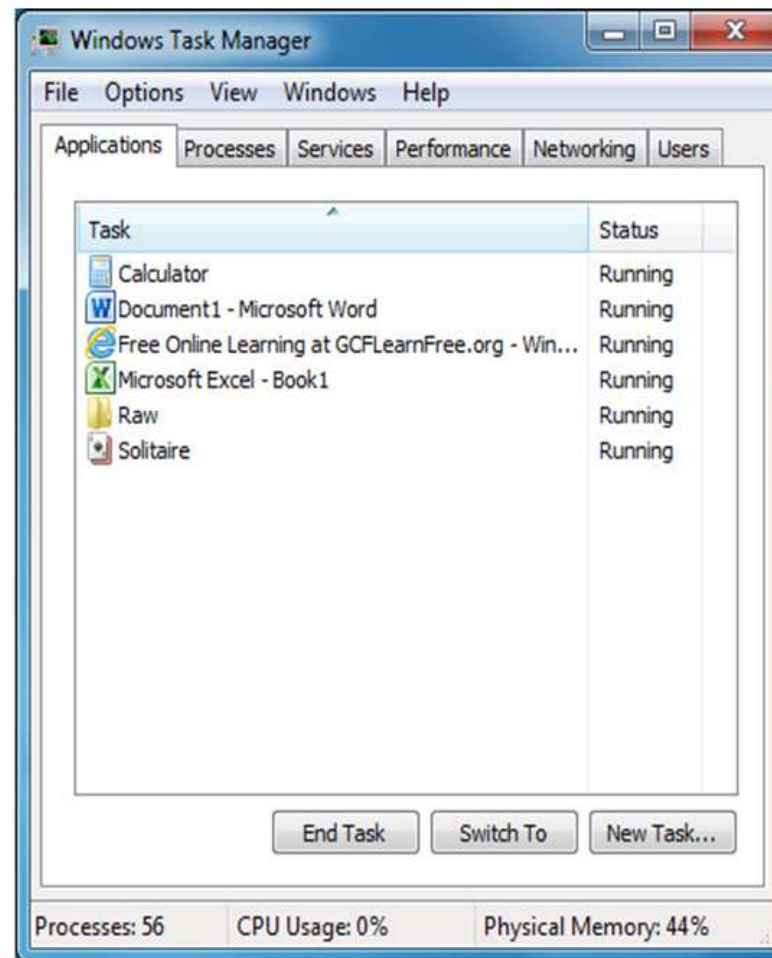 Windows Task Manager
File Options View Windows Help
Applications Processes Services Performance Networking Users
Task Status
Calculator Running
Document1 - Microsoft Word Running
Free Online Learning at GCFLearnFree.org - Win... Running
Microsoft Excel - Book1 Running
Raw Running
Solitaire Running
End Task Switch To New Task...
Processes: 56 CPU Usage: 0% Physical Memory: 44%